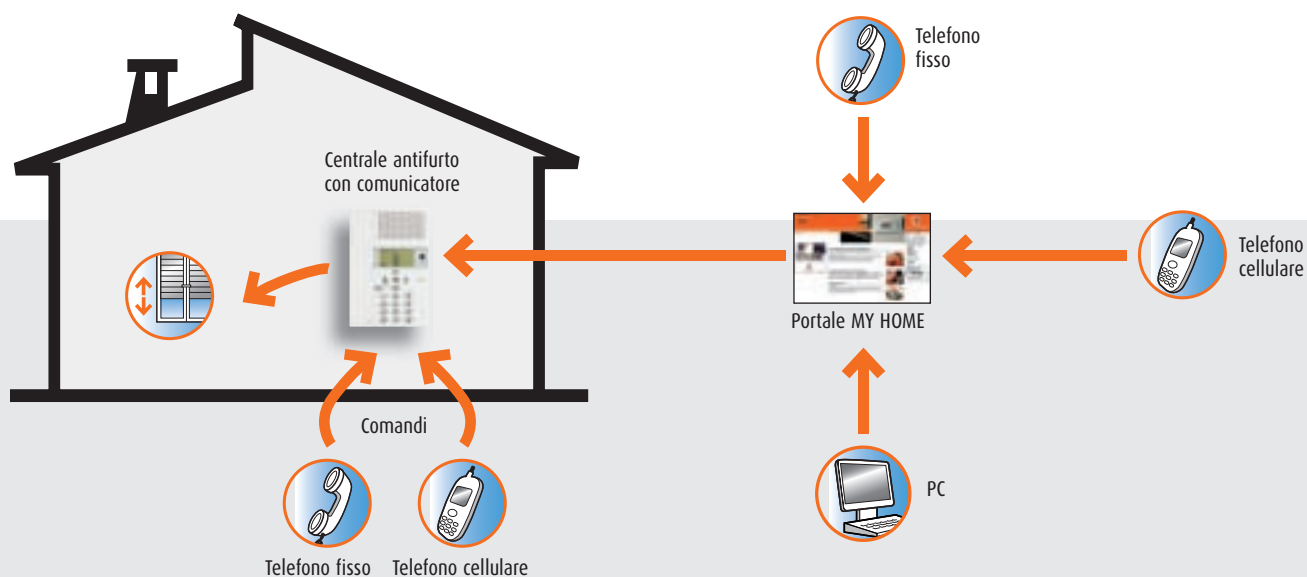 Telefono
fisso
Centrale antifurto
con comunicatore
Telefono
cellulare
Portale MY HOME
Comandi
PC
Telefono fisso
Telefono cellulare